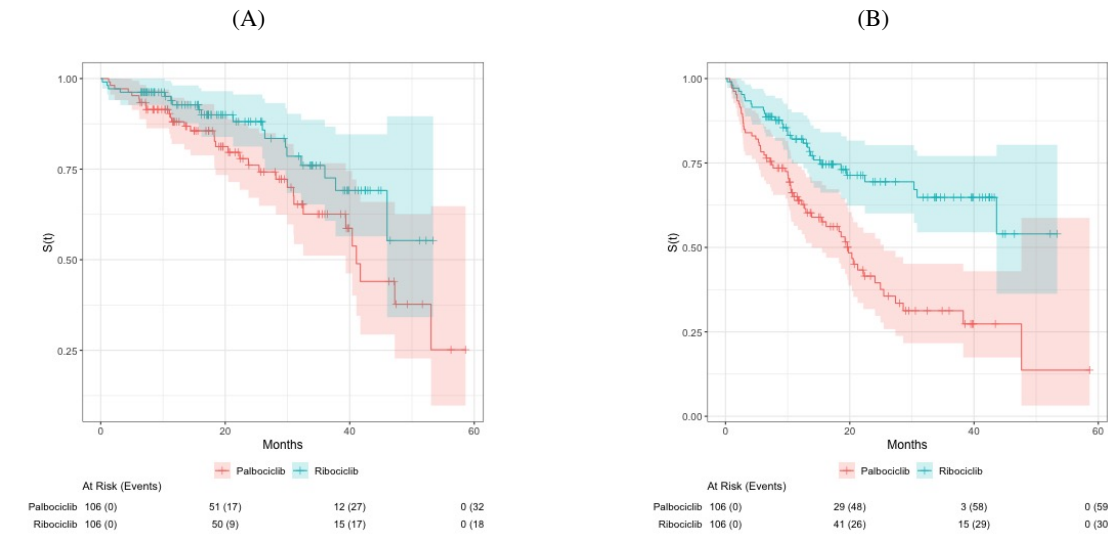 (A)
(B)
1.00
0.75
0.50
0.25
S(t)
0 20 40 60
Months
Palbociclib Ribociclib
At Risk (Events)
Palbociclib 106 (0) 51 (17) 12 (27) 0 (32
Ribociclib 106 (0) 50 (9) 15 (17) 0 (18
1.00
0.75
0.50
0.25
0.00
S(t)
0 20 40 60
Months
Palbociclib Ribociclib
At Risk (Events)
Palbociclib 106 (0) 29 (48) 3 (58) 0 (59
Ribociclib 106 (0) 41 (26) 15 (29) 0 (30